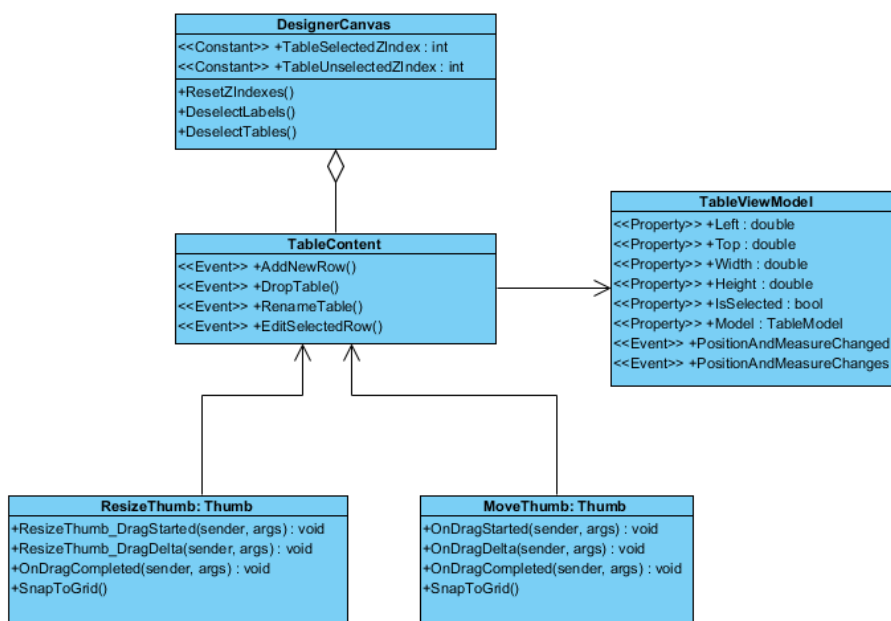 DesignerCanvas
<<Constant>> +TableSelectedZIndex : int
<<Constant>> +TableUnselectedZIndex : int
+ResetZIndexes()
+DeselectLabels()
+DeselectTables()
TableContent
<<Event>> +AddNewRow()
<<Event>> +DropTable()
<<Event>> +RenameTable()
<<Event>> +EditSelectedRow()
TableViewModel
<<Property>> +Left : double
<<Property>> +Top : double
<<Property>> +Width : double
<<Property>> +Height : double
<<Property>> +IsSelected : bool
<<Property>> +Model : TableModel
<<Event>> +PositionAndMeasureChanged
<<Event>> +PositionAndMeasureChanges
ResizeThumb: Thumb
+ResizeThumb_DragStarted(sender, args) : void
+ResizeThumb_DragDelta(sender, args) : void
+OnDragCompleted(sender, args) : void
+SnapToGrid()
MoveThumb: Thumb
+OnDragStarted(sender, args) : void
+OnDragDelta(sender, args) : void
+OnDragCompleted(sender, args) : void
+SnapToGrid()